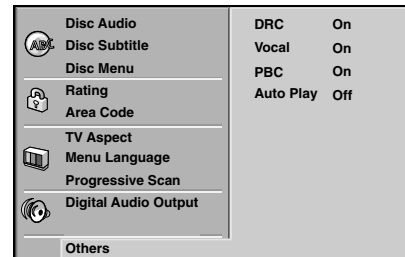 Disc Audio
ABC
Disc Subtitle
Disc Menu
Rating
?
Area Code
TV Aspect
Menu Language
Progressive Scan
Digital Audio Output
Others
DRC On
Vocal On
PBC On
Auto Play Off